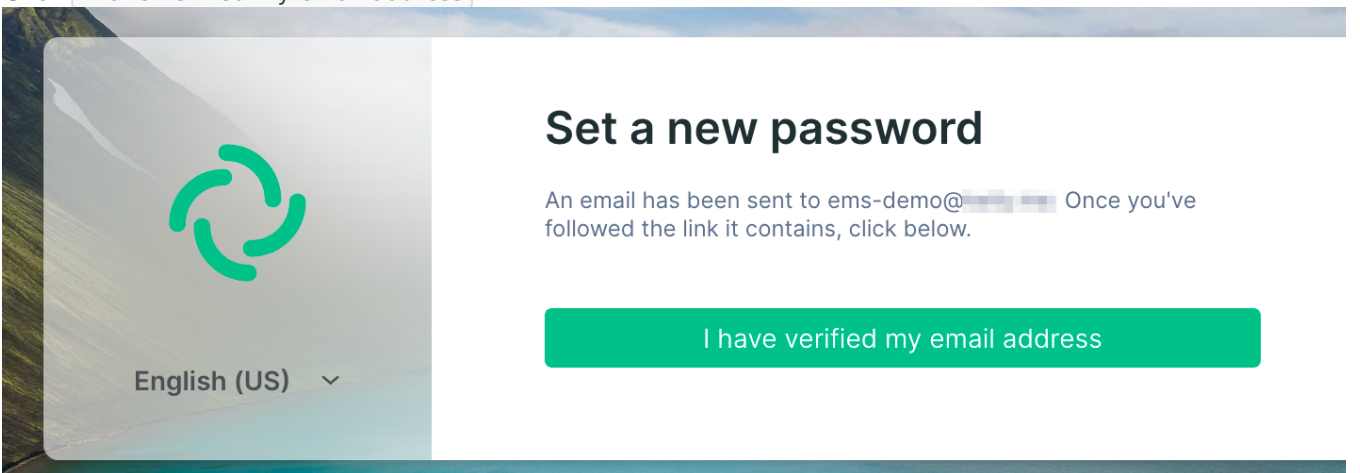 Set a new password
An email has been sent to ems-demo@ Once you've
followed the link it contains, click below.
I have verified my email address
English (US)